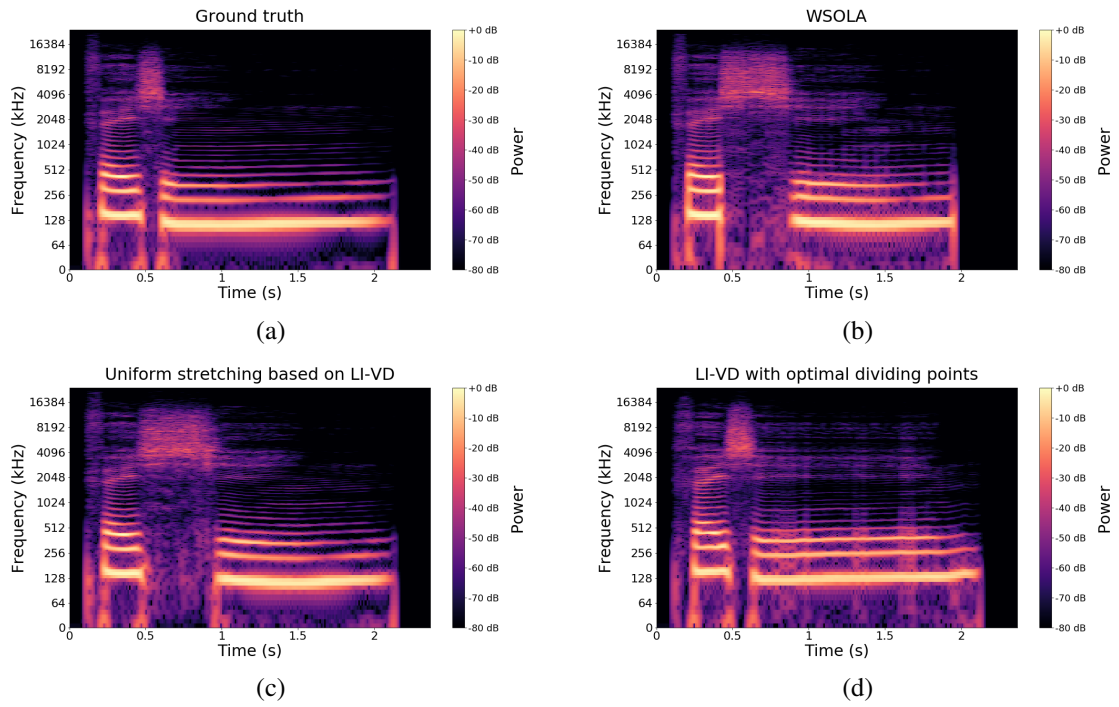 Ground truth
Frequency (kHz)
16384
8192
4096
2048
1024
512
256
128
64
0
0 0.5 1 1.5 2
Time (s)
+0 dB
-10 dB
-20 dB
-30 dB
-40 dB
-50 dB
-60 dB
-70 dB
-80 dB
Power
(a)
WSOLA
Frequency (kHz)
16384
8192
4096
2048
1024
512
256
128
64
0
0 0.5 1 1.5 2
Time (s)
+0 dB
-10 dB
-20 dB
-30 dB
-40 dB
-50 dB
-60 dB
-70 dB
-80 dB
Power
(b)
Uniform stretching based on LI-VD
Frequency (kHz)
16384
8192
4096
2048
1024
512
256
128
64
0
0 0.5 1 1.5 2
Time (s)
+0 dB
-10 dB
-20 dB
-30 dB
-40 dB
-50 dB
-60 dB
-70 dB
-80 dB
Power
(c)
LI-VD with optimal dividing points
Frequency (kHz)
16384
8192
4096
2048
1024
512
256
128
64
0
0 0.5 1 1.5 2
Time (s)
+0 dB
-10 dB
-20 dB
-30 dB
-40 dB
-50 dB
-60 dB
-70 dB
-80 dB
Power
(d)